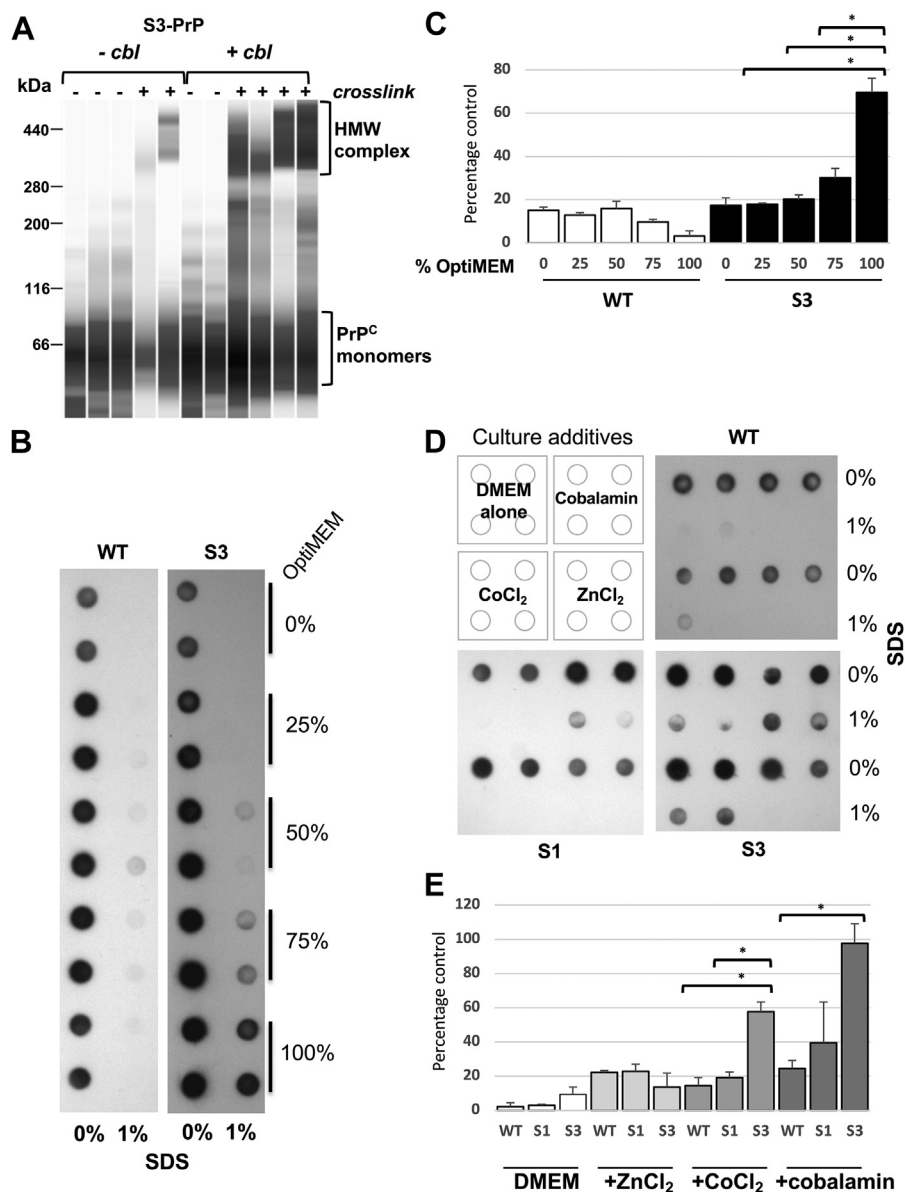 A
S3-PrP
- cbl
+ cbl
kDa
- - - + + - - + + + +
crosslink
440
280
200
116
66
HMW
complex
PrPC
monomers
B
WT
S3
OptiMEM
0%
25%
50%
75%
100%
0% 1% 0% 1%
SDS
C
* 
*
*
Percentage control
80
60
40
20
0
% OptiMEM 0 25 50 75 100 0 25 50 75 100
WT
S3
D
Culture additives
WT
DMEM
alone
Cobalamin
CoCl2
ZnCl2
0%
1%
0%
1%
0%
1%
0%
1%
SDS
S1
S3
E
Percentage control
120
100
80
60
40
20
0
*
*
*
WT S1 S3 WT S1 S3 WT S1 S3 WT S1 S3
DMEM +ZnCl2 +CoCl2 +cobalamin